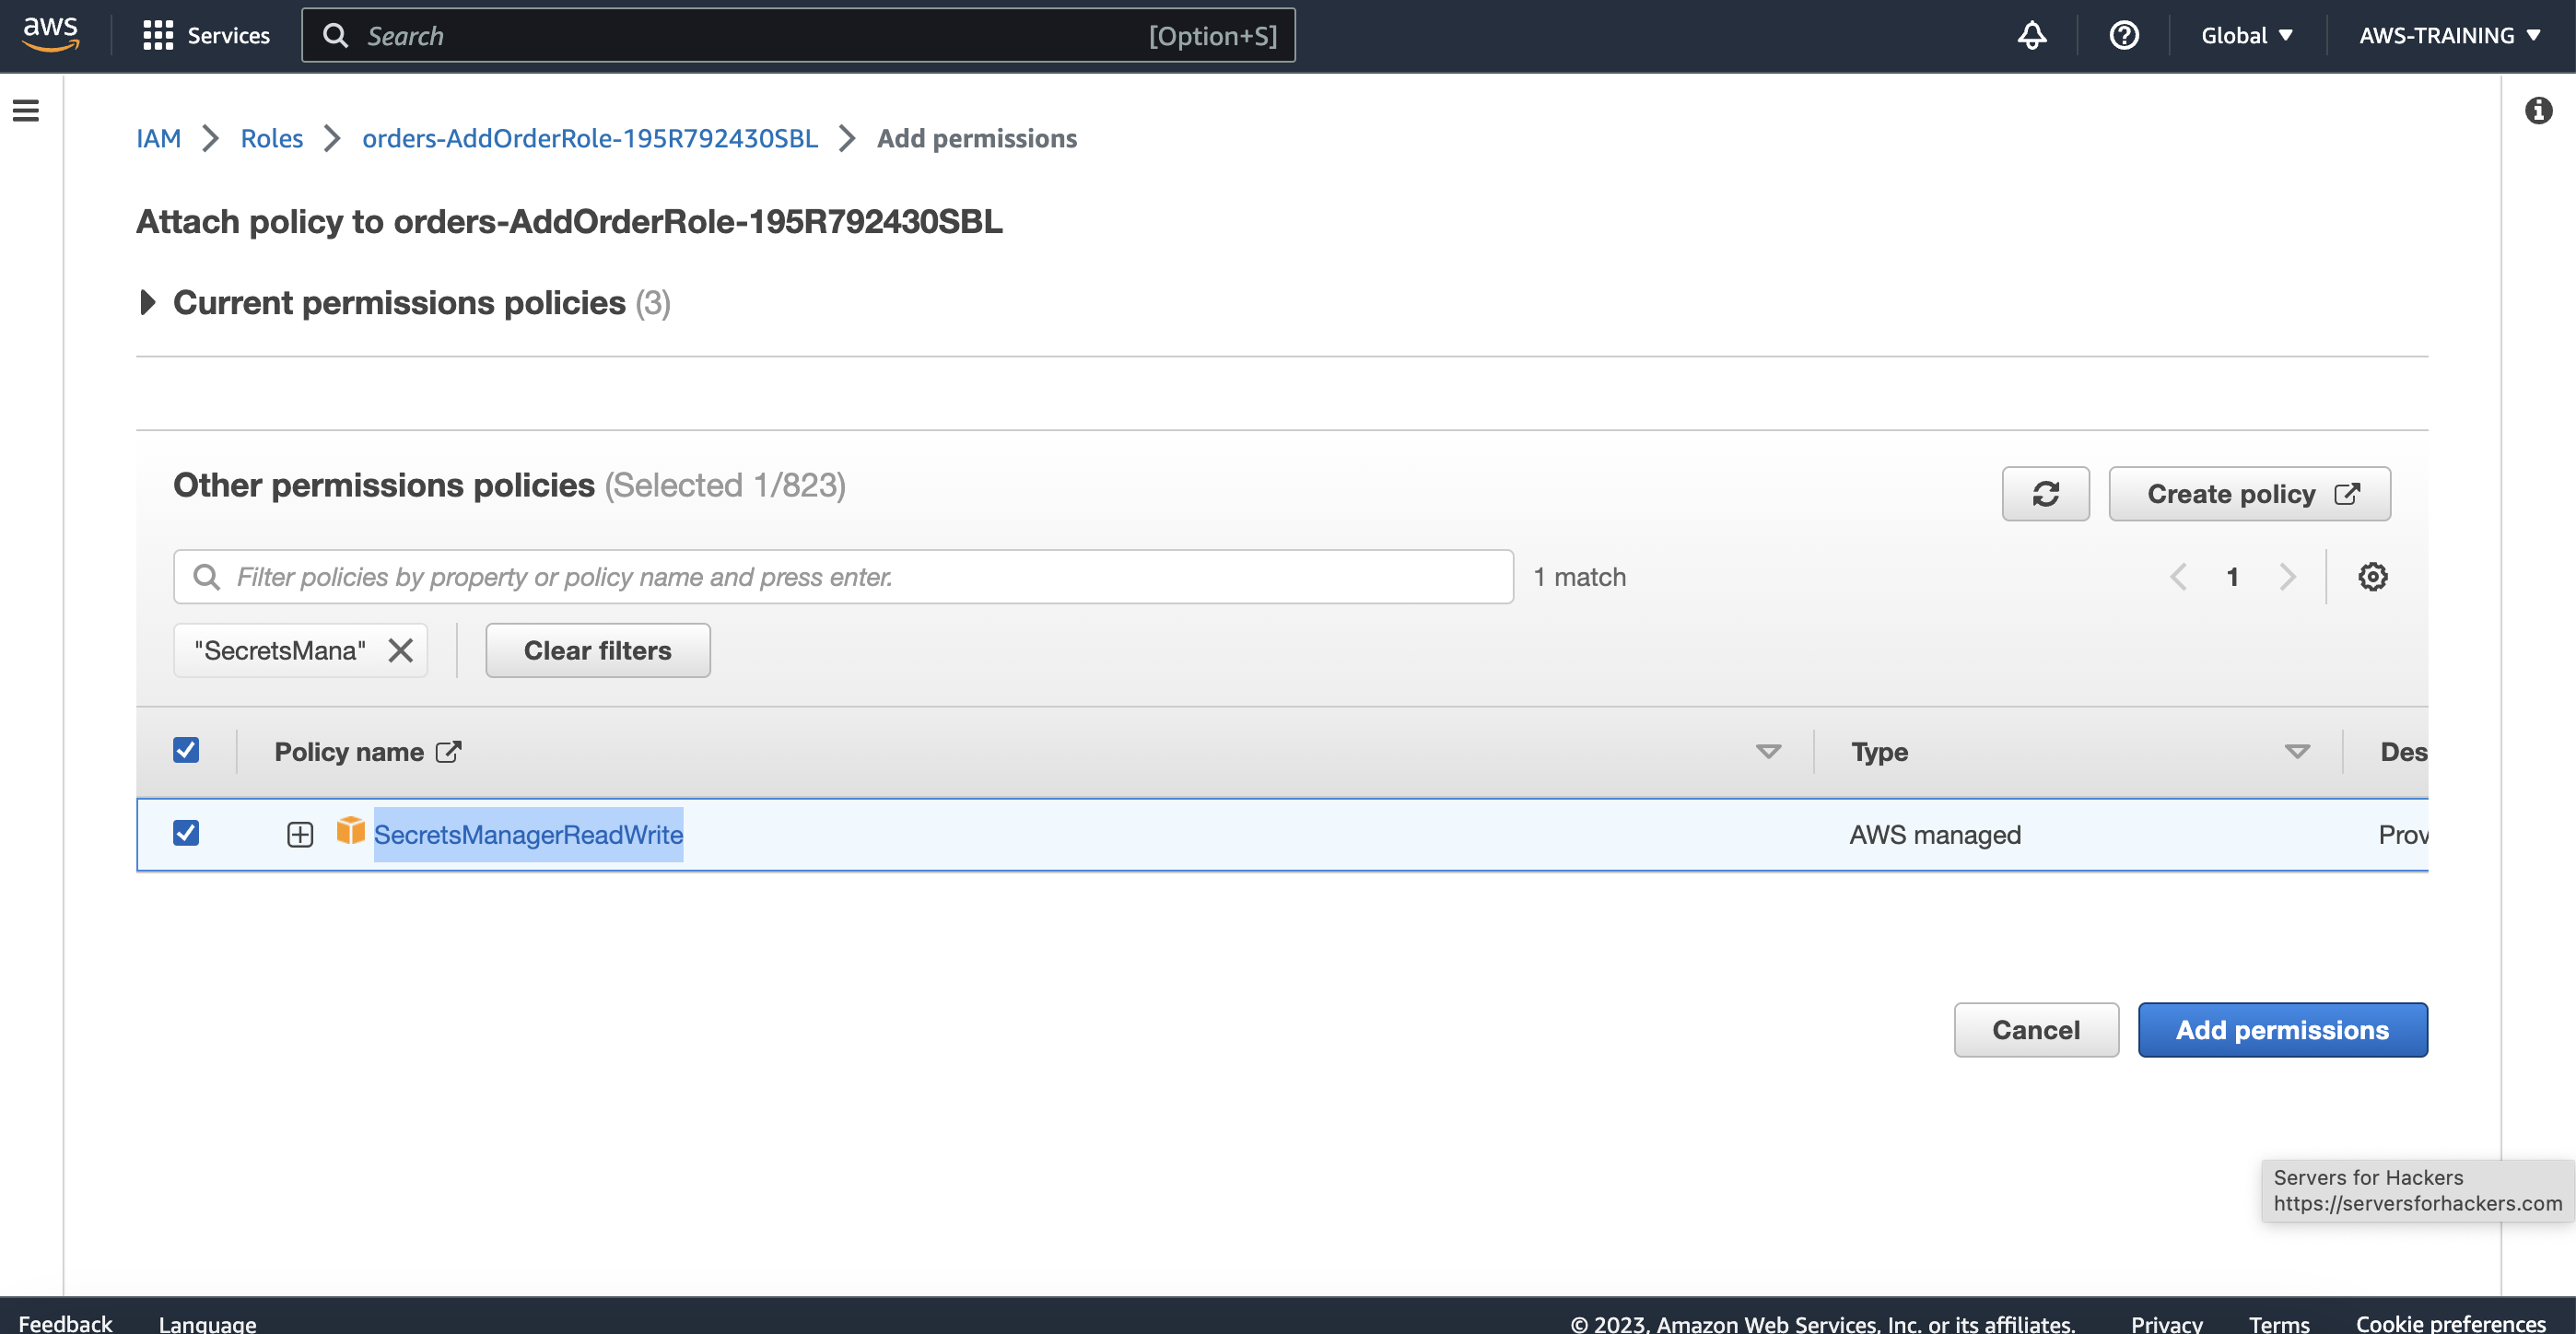 aws Services Search [Option+S] Global AWS-TRAINING
IAM Roles orders-AddOrderRole-195R792430SBL Add permissions
Attach policy to orders-AddOrderRole-195R792430SBL
Current permissions policies (3)
Other permissions policies (Selected 1/823)
Create policy
Filter policies by property or policy name and press enter. 1 match 1
"SecretsMana" Clear filters
Policy name Type Des
SecretsManagerReadWrite AWS managed Prov
Cancel Add permissions
Servers for Hackers
https://serversforhackers.com
Feedback Language © 2023, Amazon Web Services, Inc. or its affiliates. Privacy Terms Cookie preferences